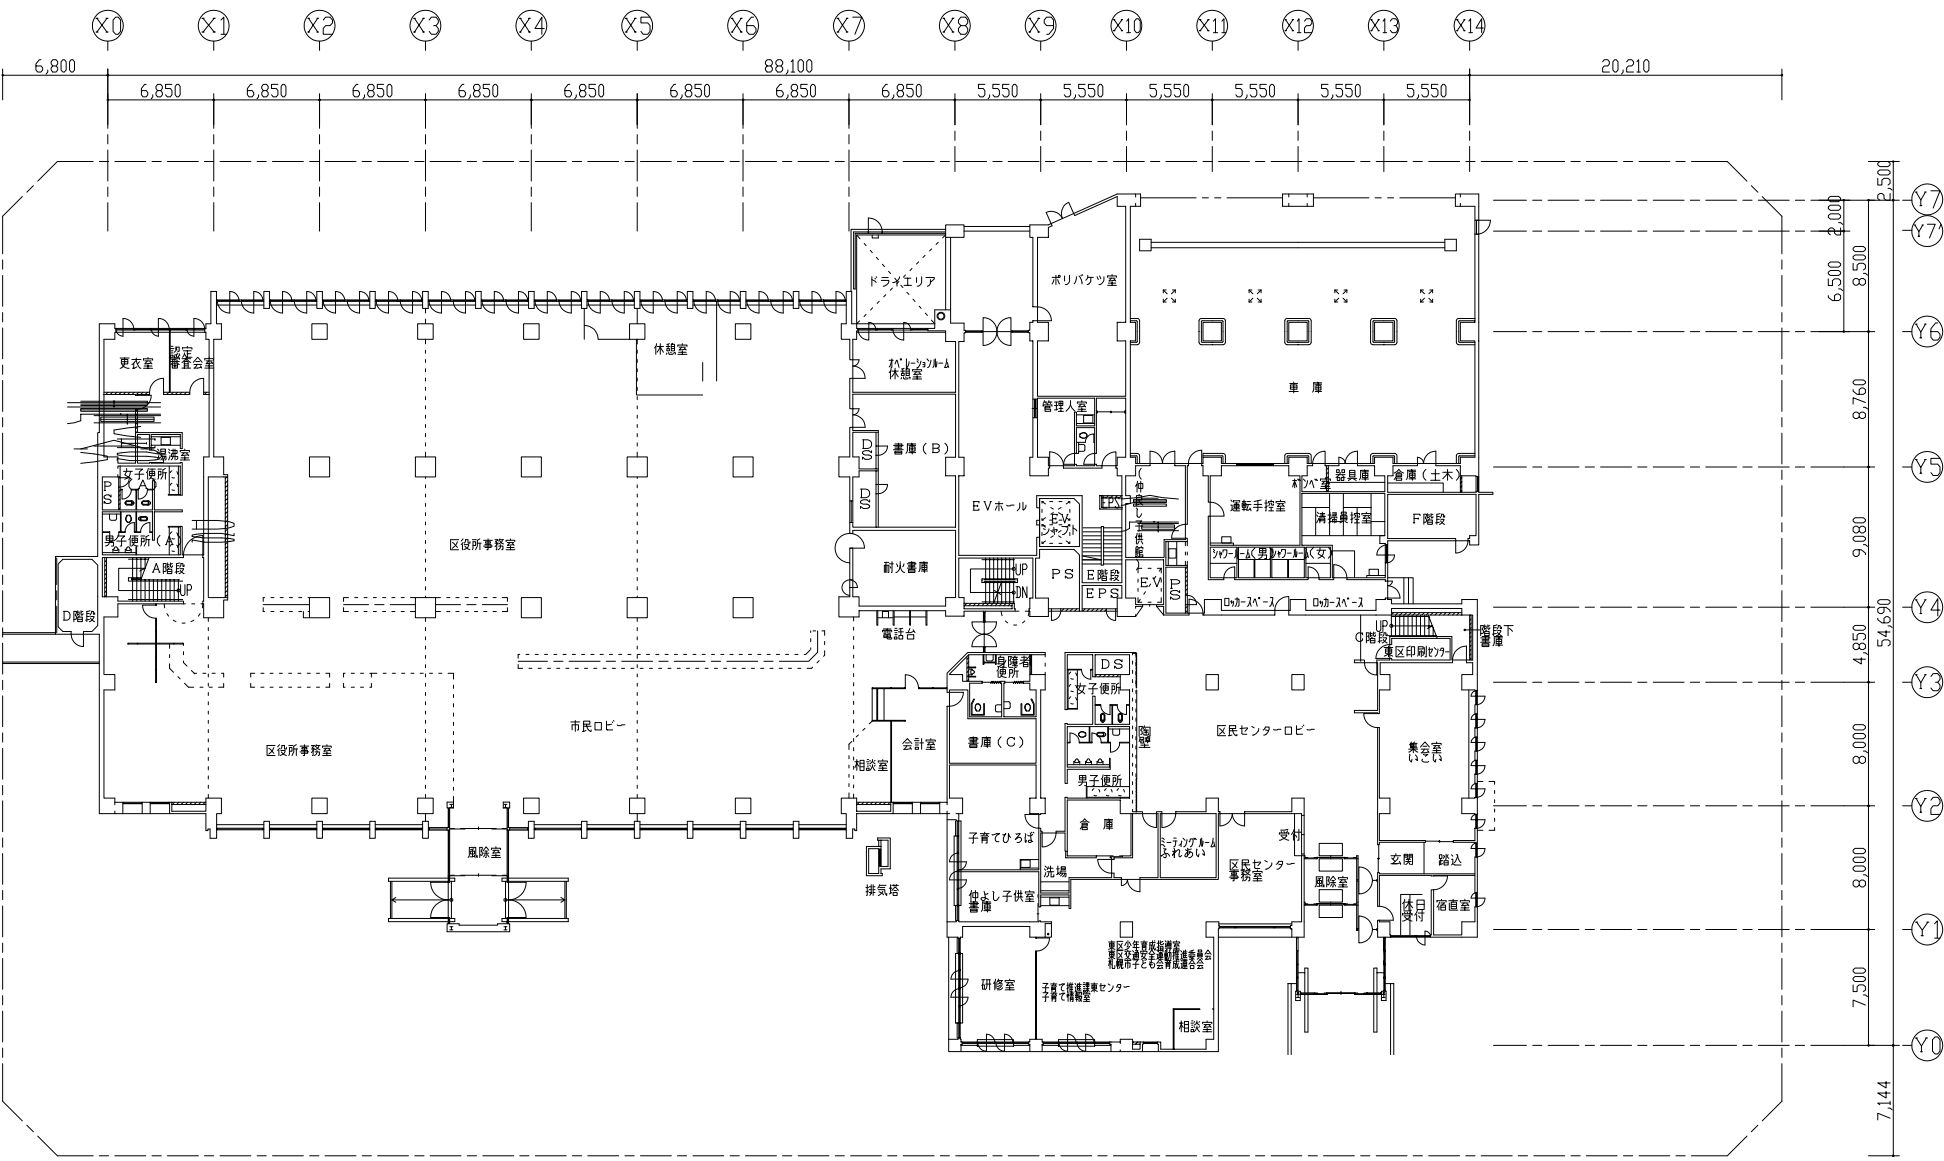 X0 X1 X2 X3 X4 X5 X6 X7 X8 X9 X10 X11 X12 X13 X14
6,800 88,100 20,210
6,850 6,850 6,850 6,850 6,850 6,850 6,850 6,850 5,550 5,550 5,550 5,550 5,550 5,550
2,500
Y7
2,000
Y7'
8,500
6,500
ドライエリア
ポリバケツ室
Y6
更衣室
認定
審査会室
休憩室
オペレーションルーム
休憩室
車 庫
8,760
管理人室
書庫(B)
DS
湯沸室
女子便所
(A)
PS
DS
Y5
器具庫
倉庫(土木)
ボンベ室
EVホール
EPS
(仲良し子供館)
運転手控室
清掃員控室
F階段
EV
シャフト
男子便所(A)
区役所事務室
9,080
シャワールーム(男)
シャワールーム(女)
A階段
UP
耐火書庫
UP
DN
PS
E階段
EPS
EV
DS
ロッカースペース
ロッカースペース
D階段
Y4
54,690
電話台
UP
C階段
階段下
書庫
東区印刷センター
4,850
身障者
便所
DS
女子便所
Y3
市民ロビー
区役所事務室
会計室
書庫(C)
陶壁
区民センターロビー
集会室
いこい
8,000
相談室
男子便所
Y2
倉 庫
受付
子育てひろば
ミーティングルーム
ふれあい
風除室
玄関
踏込
洗場
区民センター
事務室
8,000
排気塔
風除室
仲よし子供室
書庫
休日
受付
宿直室
Y1
東区少年育成指導室
東区交通安全運動推進委員会
札幌市子ども会育成連合会
研修室
子育て推進課東センター
子育て情報室
7,500
相談室
Y0
7,144